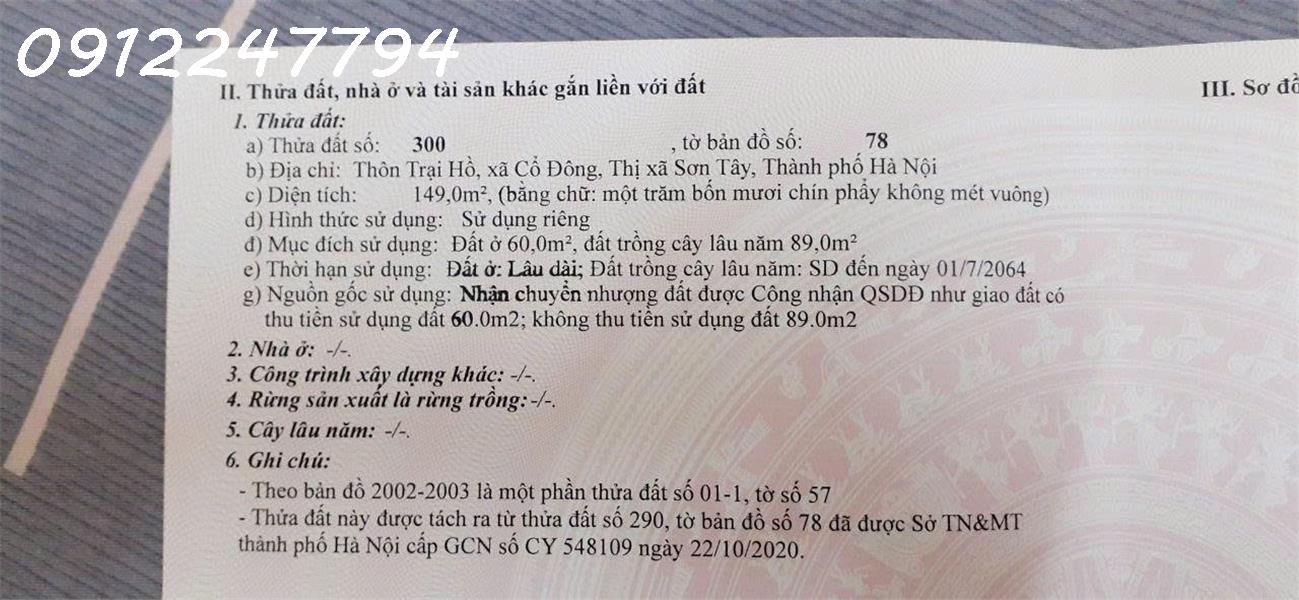 0912247794
II. Thửa đất, nhà ở và tài sản khác gắn liền với đất
III. Sơ đồ
1. Thửa đất:
a) Thửa đất số: 300 , tờ bản đồ số: 78
b) Địa chỉ: Thôn Trại Hồ, xã Cổ Đông, Thị xã Sơn Tây, Thành phố Hà Nội
c) Diện tích: 149,0m², (bằng chữ: một trăm bốn mươi chín phẩy không mét vuông)
d) Hình thức sử dụng: Sử dụng riêng
đ) Mục đích sử dụng: Đất ở 60,0m², đất trồng cây lâu năm 89,0m²
e) Thời hạn sử dụng: Đất ở: Lâu dài; Đất trồng cây lâu năm: SD đến ngày 01/7/2064
g) Nguồn gốc sử dụng: Nhận chuyển nhượng đất được Công nhận QSDĐ như giao đất có
thu tiền sử dụng đất 60.0m2; không thu tiền sử dụng đất 89.0m2
2. Nhà ở: -/-.
3. Công trình xây dựng khác: -/-.
4. Rừng sản xuất là rừng trồng: -/-.
5. Cây lâu năm: -/-.
6. Ghi chú:
- Theo bản đồ 2002-2003 là một phần thửa đất số 01-1, tờ số 57
- Thửa đất này được tách ra từ thửa đất số 290, tờ bản đồ số 78 đã được Sở TN&MT
thành phố Hà Nội cấp GCN số CY 548109 ngày 22/10/2020.